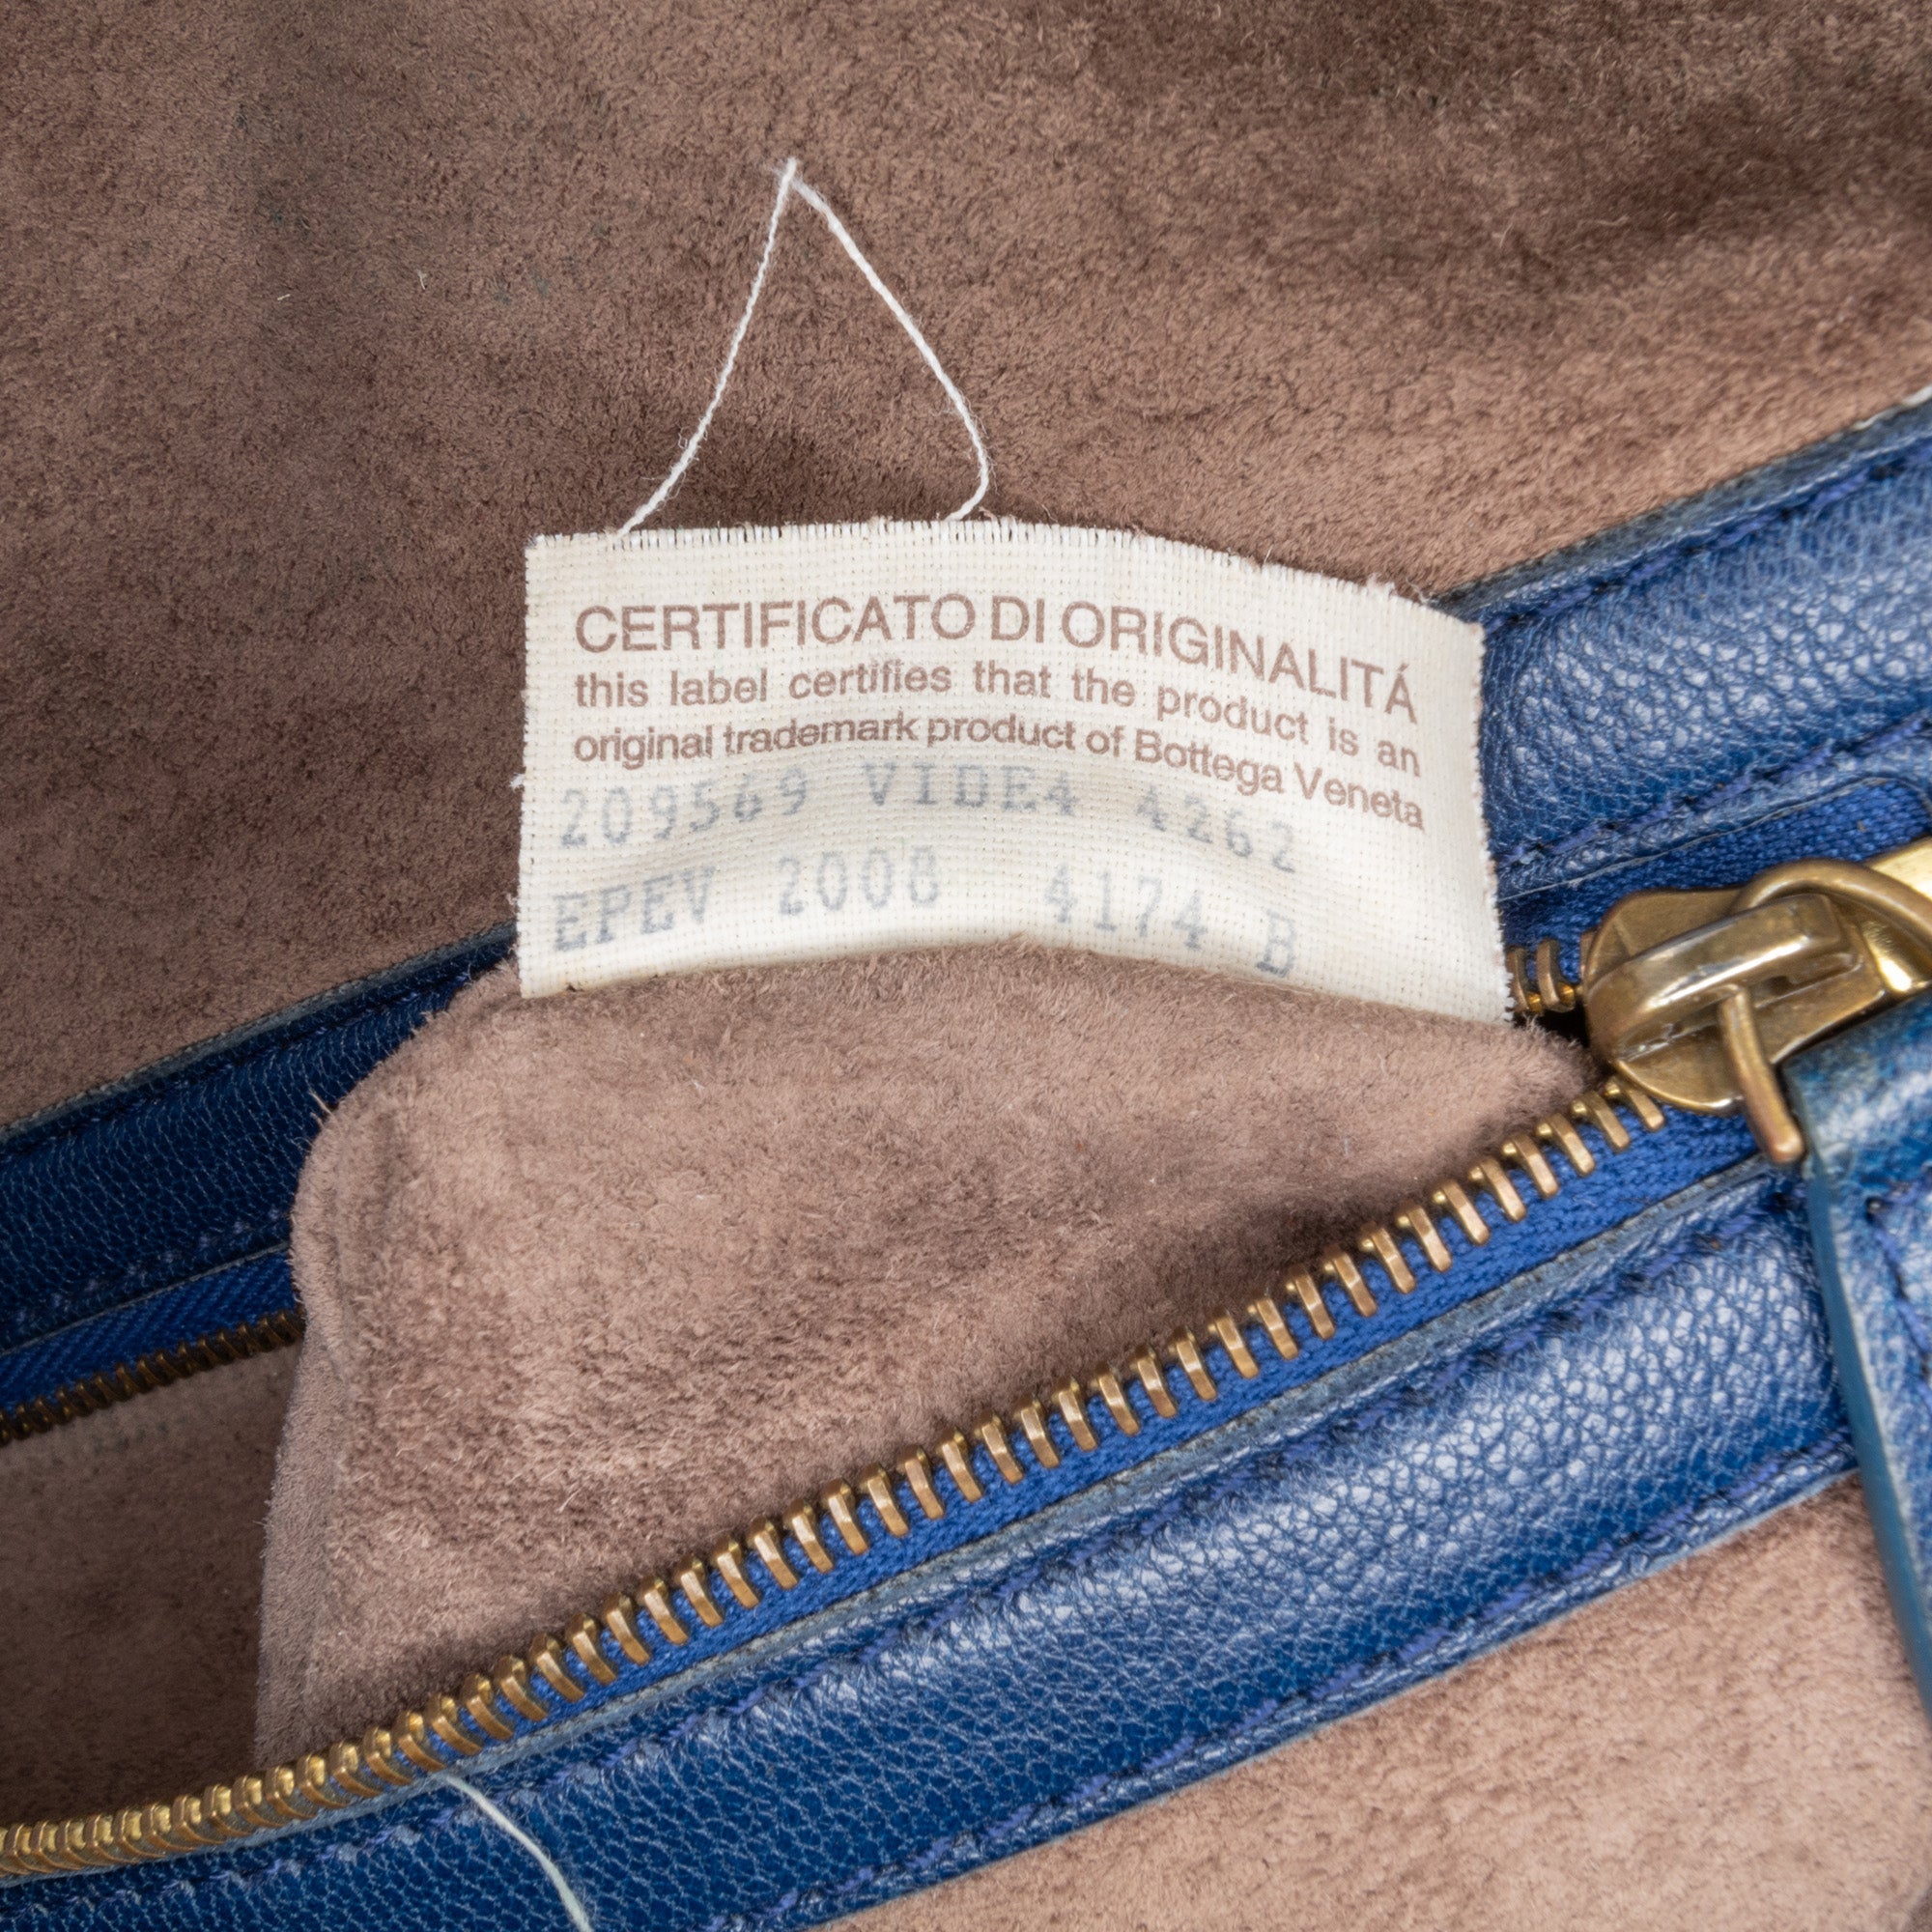 CERTIFICATO DI ORIGINALITÁ
this label certifies that the product is an
original trademark product of Bottega Veneta
209569 VIDE4 4262
EPEV 2008 4174 B